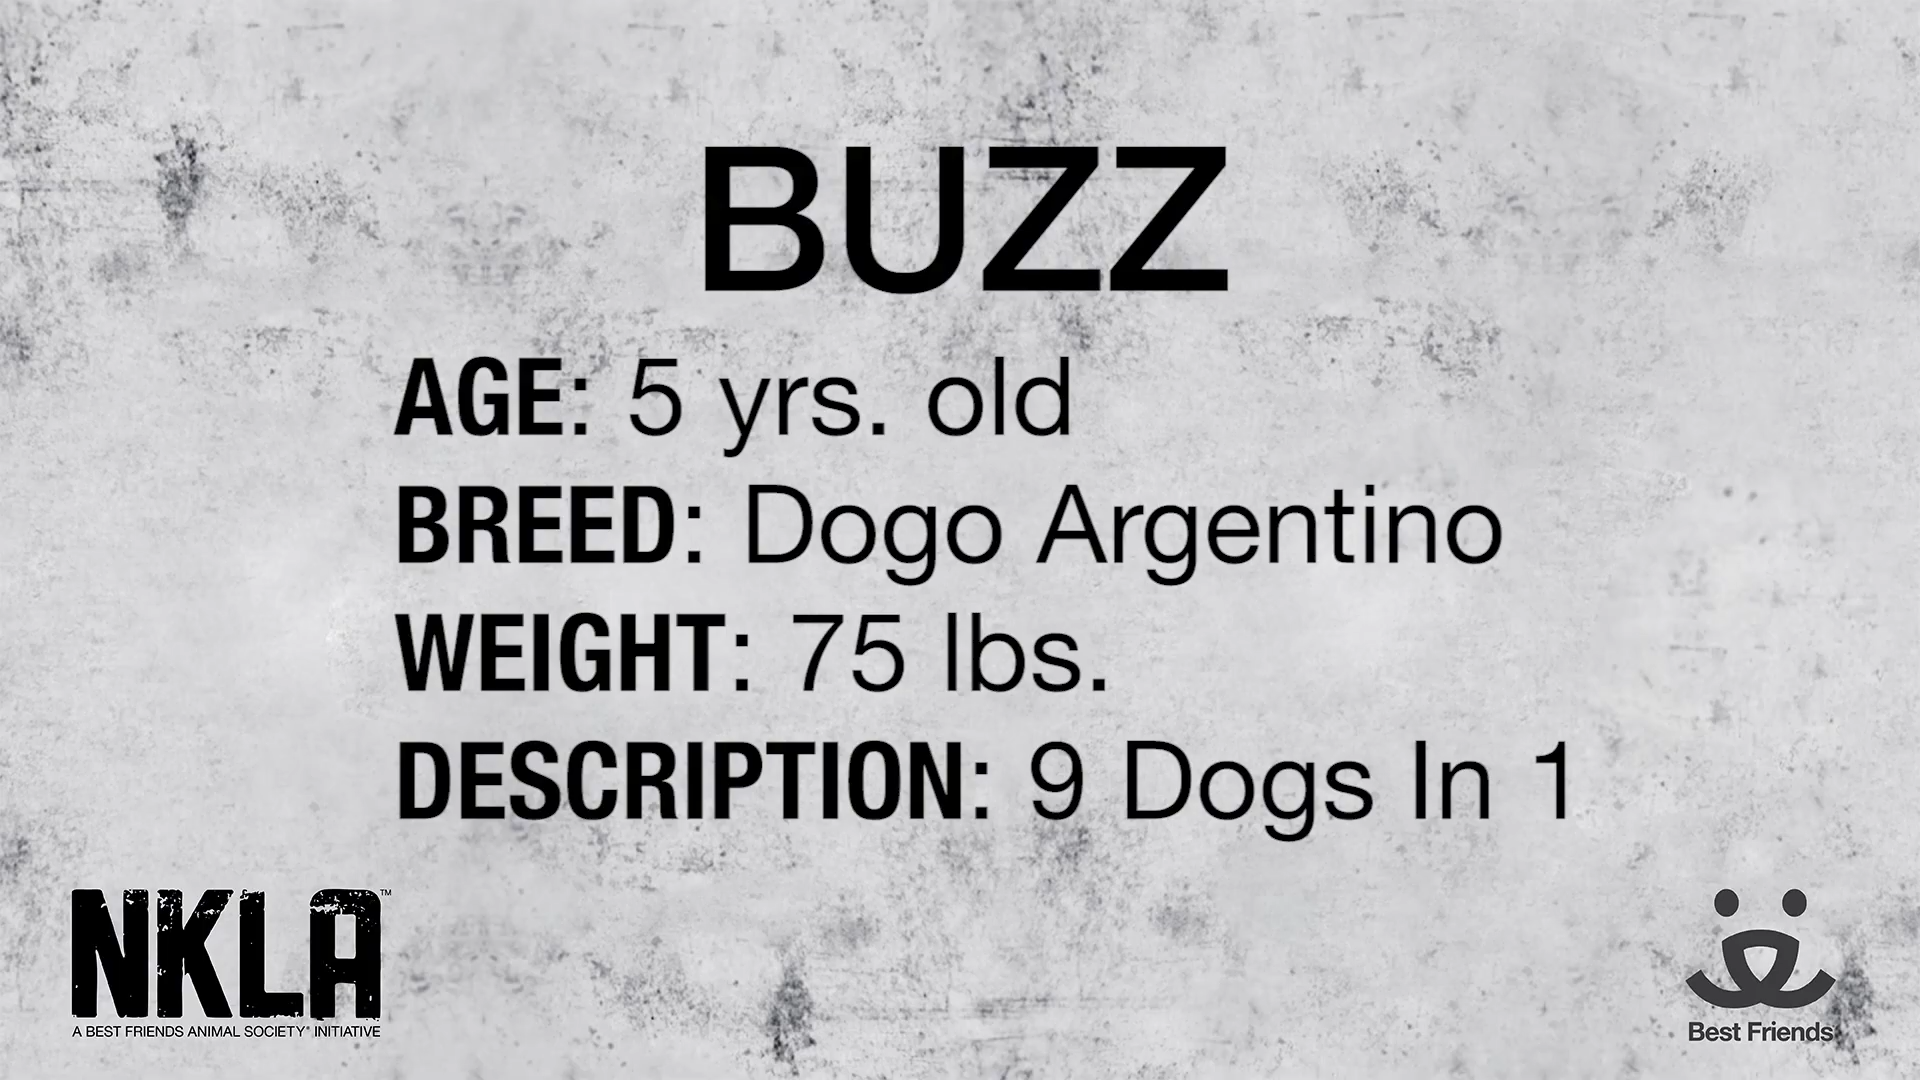 BUZZ
AGE: 5 yrs. old
BREED: Dogo Argentino
WEIGHT: 75 lbs.
DESCRIPTION: 9 Dogs In 1
NKLA™
A BEST FRIENDS ANIMAL SOCIETY® INITIATIVE
Best Friends